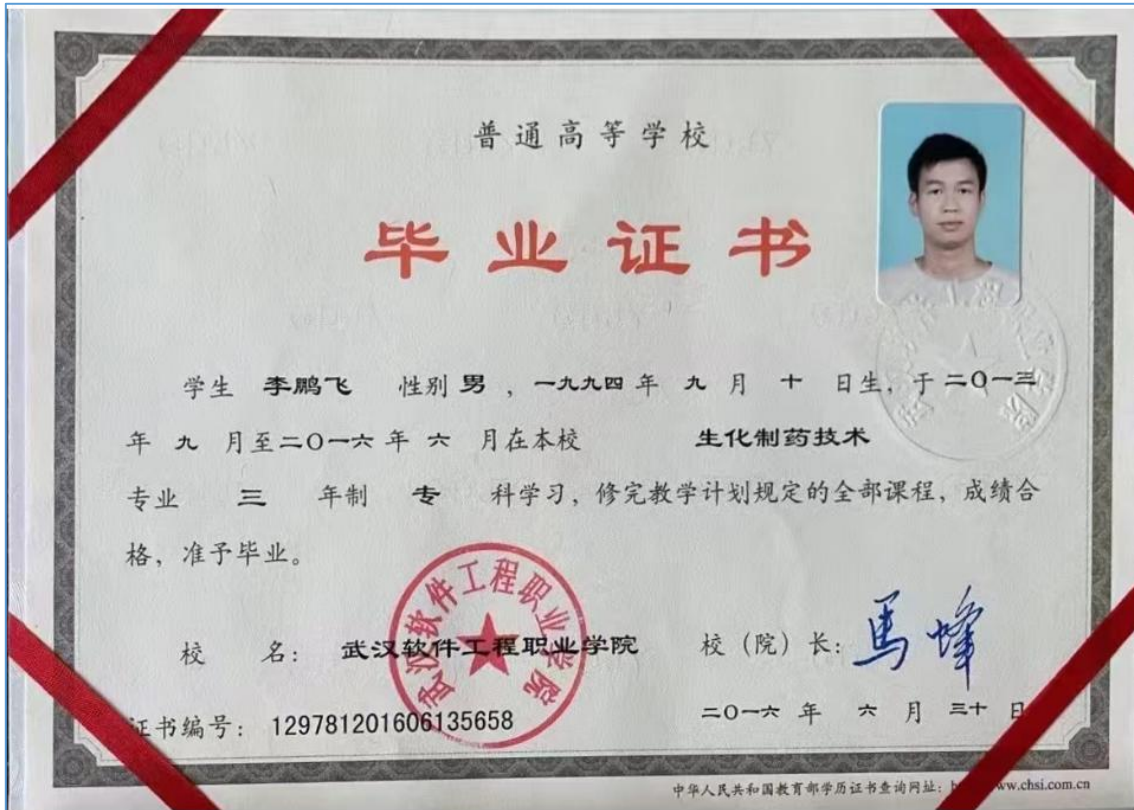 普通高等学校
毕业证书
学生 李鹏飞 性别 男 ，一九九四 年 九 月 十 日生，于 二〇一三
年 九 月至 二〇一六 年 六 月在本校 生化制药技术
专业 三 年制 专 科学习，修完教学计划规定的全部课程，成绩合
格，准予毕业。
武汉软件工程职业学院
校 名： 武汉软件工程职业学院 校（院）长： 馬蜂
证书编号： 129781201606135658 二〇一六 年 六 月 三十 日
中华人民共和国教育部学历证书查询网址： www.chsi.com.cn